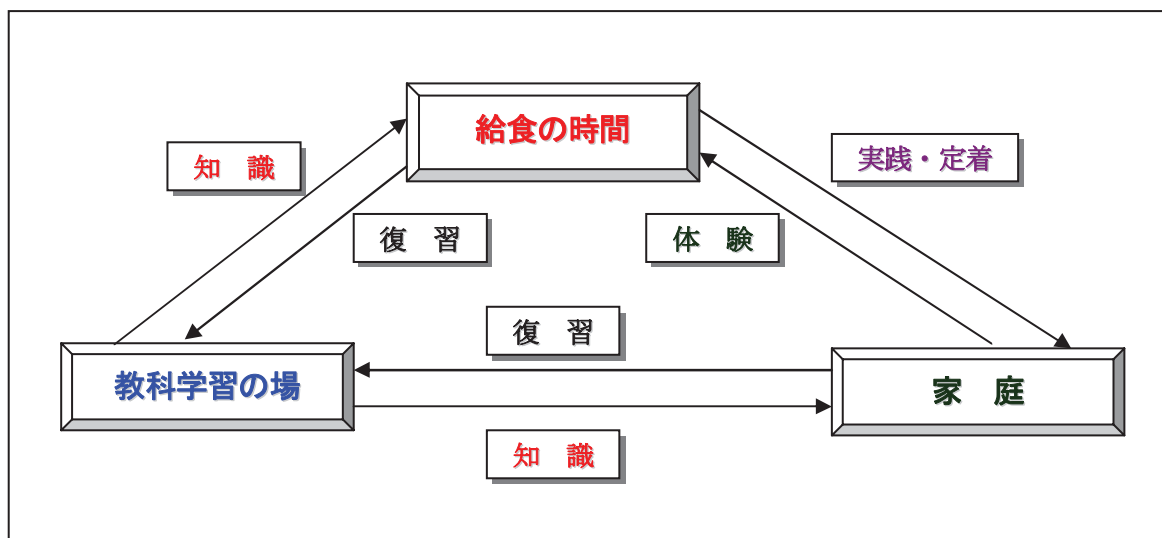 給食の時間
知　識
実践・定着
復　習
体　験
復　習
教科学習の場
家　庭
知　識